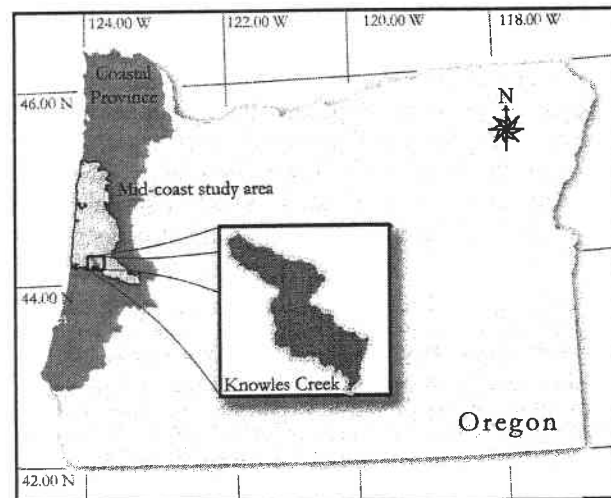 124.00 W
122.00 W
120.00 W
118.00 W
Coastal
Province
46.00 N
N
Mid-coast study area
44.00 N
Knowles Creek
Oregon
42.00 N